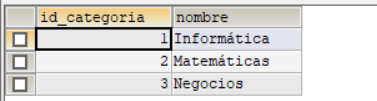 id_categoria nombre
1 Informática
2 Matemáticas
3 Negocios